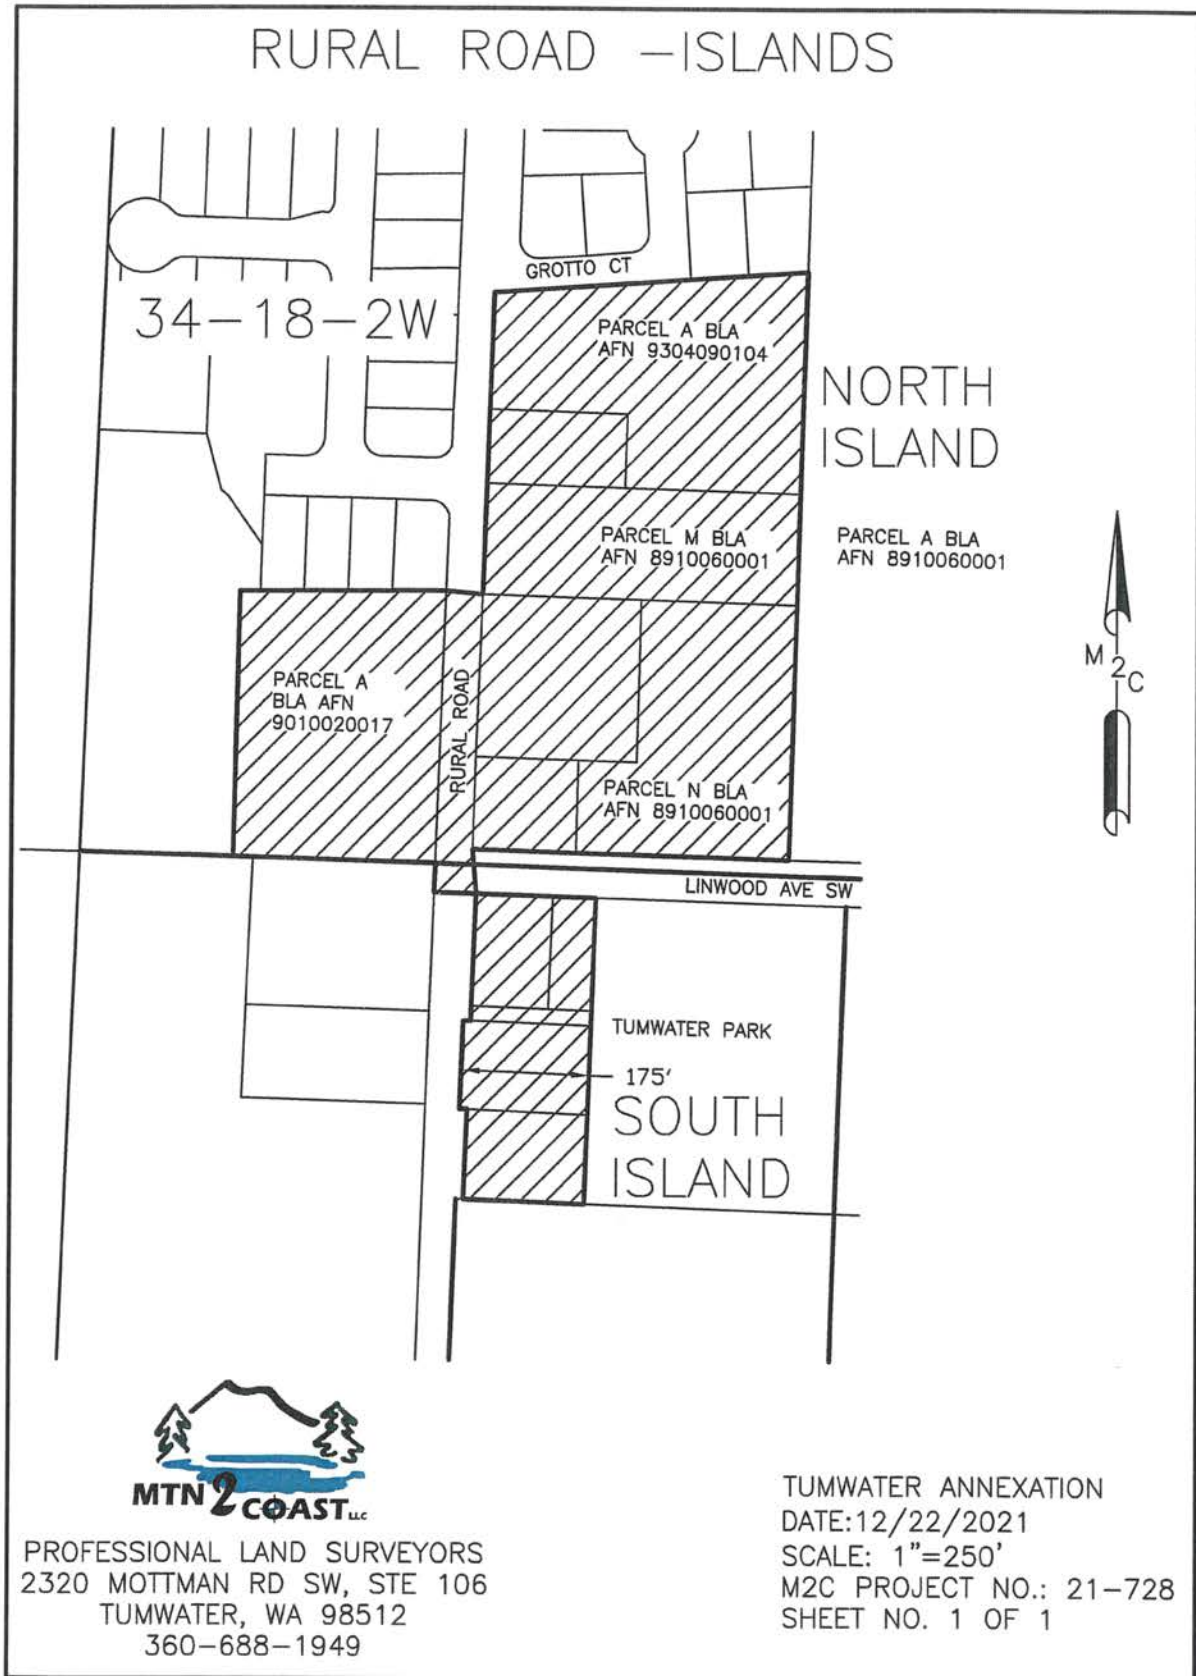 RURAL ROAD -ISLANDS
GROTTO CT
34-18-2W
PARCEL A BLA
AFN 9304090104
NORTH
ISLAND
PARCEL M BLA
AFN 8910060001
PARCEL A BLA
AFN 8910060001
M2C
PARCEL A
BLA AFN
9010020017
RURAL ROAD
PARCEL N BLA
AFN 8910060001
LINWOOD AVE SW
TUMWATER PARK
175'
SOUTH
ISLAND
MTN 2 COAST LLC
PROFESSIONAL LAND SURVEYORS
2320 MOTTMAN RD SW, STE 106
TUMWATER, WA 98512
360-688-1949
TUMWATER ANNEXATION
DATE:12/22/2021
SCALE: 1"=250'
M2C PROJECT NO.: 21-728
SHEET NO. 1 OF 1